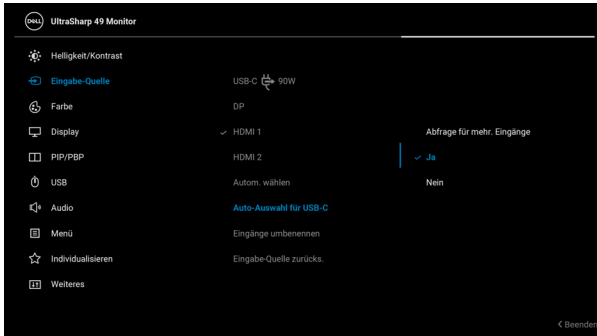 DELL UltraSharp 49 Monitor
Helligkeit/Kontrast
Eingabe-Quelle
USB-C 90W
Farbe
DP
Display
HDMI 1
Abfrage für mehr. Eingänge
PIP/PBP
HDMI 2
Ja
USB
Autom. wählen
Nein
Audio
Auto-Auswahl für USB-C
Menü
Eingänge umbenennen
Individualisieren
Eingabe-Quelle zurücks.
Weiteres
Beenden